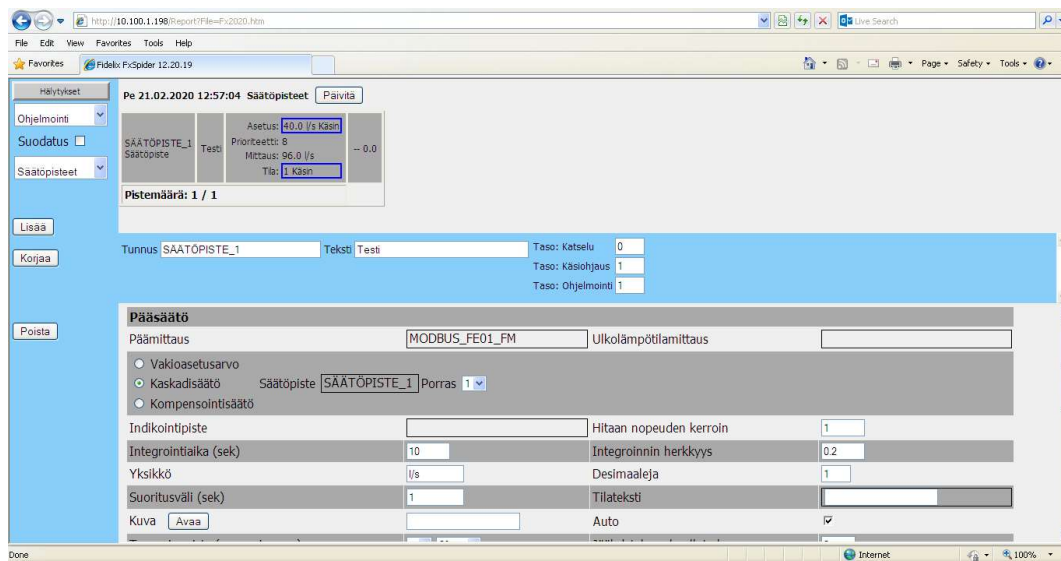 http://10.100.1.198/Report?File=Fx2020.htm
Live Search
File Edit View Favorites Tools Help
Favorites Fidelix FxSpider 12.20.19
Page Safety Tools
Hälytykset
Pe 21.02.2020 12:57:04 Säätöpisteet Päivitä
Ohjelmointi
Suodatus
Säätöpisteet
SÄÄTÖPISTE_1
Säätöpiste
Testi
Asetus: 40.0 l/s Käsin
Prioriteetti: 8
Mittaus: 96.0 l/s
Tila: 1 Käsin
-- 0.0
Pistemäärä: 1 / 1
Lisää
Korjaa
Poista
Tunnus SÄÄTÖPISTE_1 Teksti Testi Taso: Katselu 0
Taso: Käsiohjaus 1
Taso: Ohjelmointi 1
Pääsäätö
Päämittaus MODBUS_FE01_FM Ulkolämpötilamittaus
Vakioasetusarvo
Kaskadisäätö Säätöpiste SÄÄTÖPISTE_1 Porras 1
Kompensointisäätö
Indikointipiste Hitaan nopeuden kerroin 1
Integrointiaika (sek) 10 Integroinnin herkkyys 0.2
Yksikkö l/s Desimaaleja 1
Suoritusväli (sek) 1 Tilateksti
Kuva Avaa Auto
Done Internet 100%